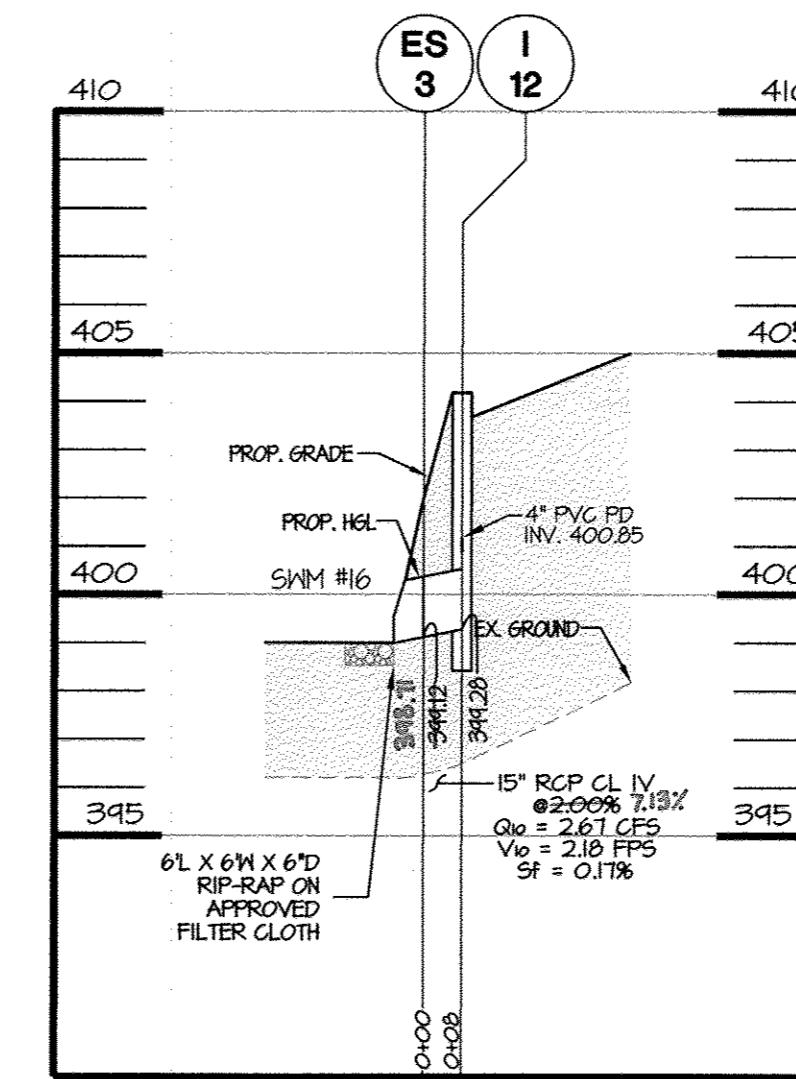 ES
3
I
12
410
410
405
405
PROP. GRADE
PROP. HGL
4" PVC PD
INV. 400.85
400
SWM #16
400
EX. GROUND
398.71
399.12
399.28
15" RCP CL IV
@2.00% 7.13%
Q10 = 2.67 CFS
V10 = 2.18 FPS
Sf = 0.17%
395
395
6'L X 6'W X 6"D
RIP-RAP ON
APPROVED
FILTER CLOTH
0+00
0+08